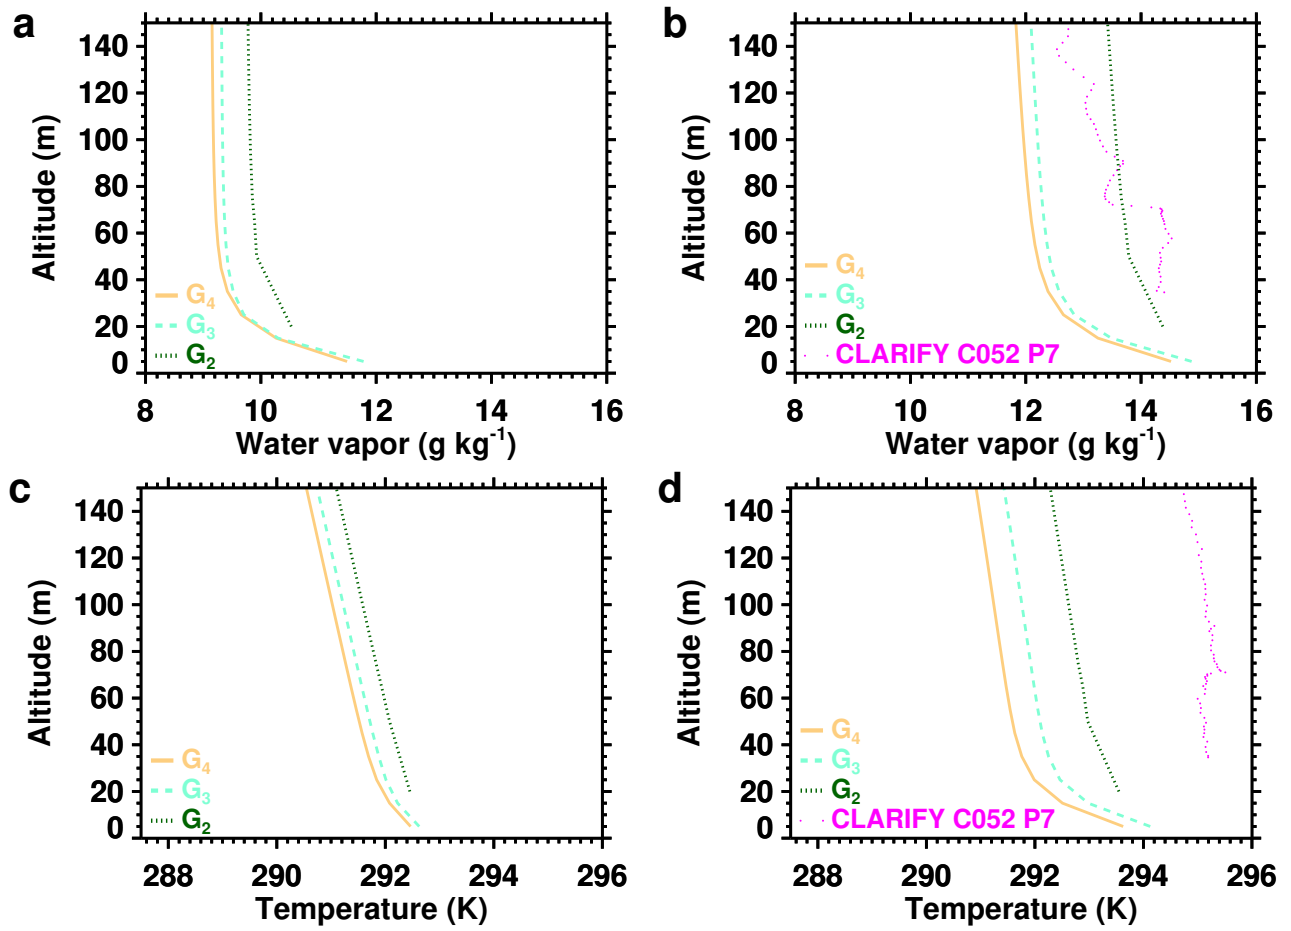 a
140
120
100
80
60
40
20
0
Altitude (m)
G4
G3
G2
8 10 12 14 16
Water vapor (g kg-1)
b
140
120
100
80
60
40
20
0
Altitude (m)
G4
G3
G2
CLARIFY C052 P7
8 10 12 14 16
Water vapor (g kg-1)
c
140
120
100
80
60
40
20
0
Altitude (m)
G4
G3
G2
288 290 292 294 296
Temperature (K)
d
140
120
100
80
60
40
20
0
Altitude (m)
G4
G3
G2
CLARIFY C052 P7
288 290 292 294 296
Temperature (K)